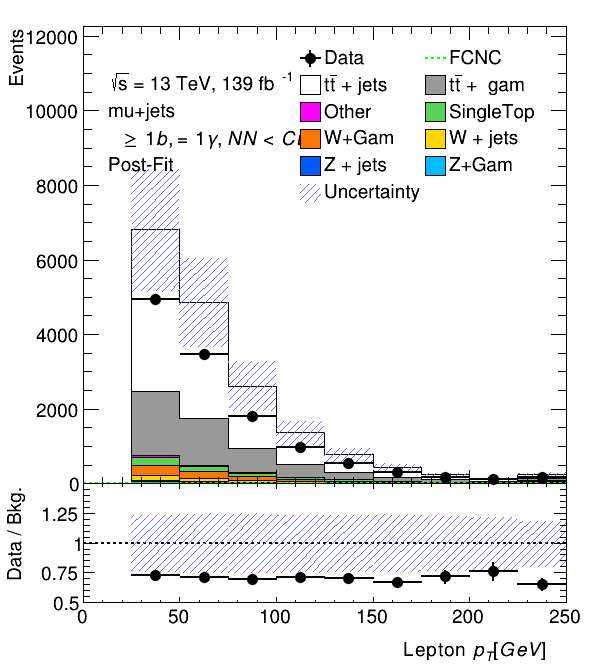 Events
12000
10000
8000
6000
4000
2000
0
√s = 13 TeV, 139 fb -1
mu+jets
≥ 1b, = 1γ, NN < C
Post-Fit
Data
FCNC
tt̄ + jets
tt̄ + gam
Other
SingleTop
W+Gam
W + jets
Z + jets
Z+Gam
Uncertainty
Data / Bkg.
1.25
1
0.75
0.5
0 50 100 150 200 250
Lepton pT[GeV]